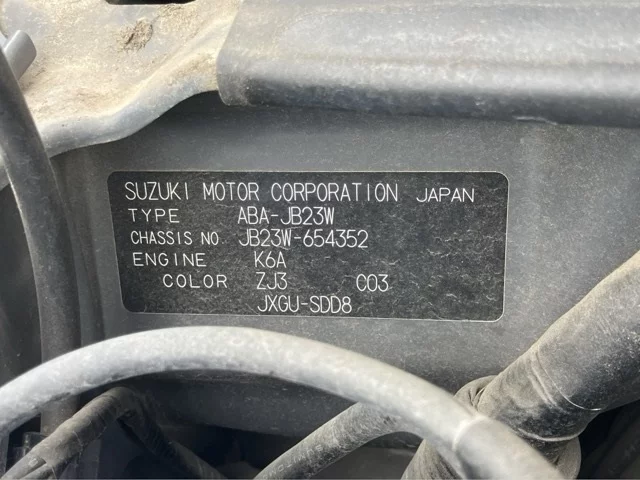 SUZUKI MOTOR CORPORATION JAPAN
TYPE ABA-JB23W
CHASSIS NO. JB23W-654352
ENGINE K6A
COLOR ZJ3 C03
JXGU-SDD8